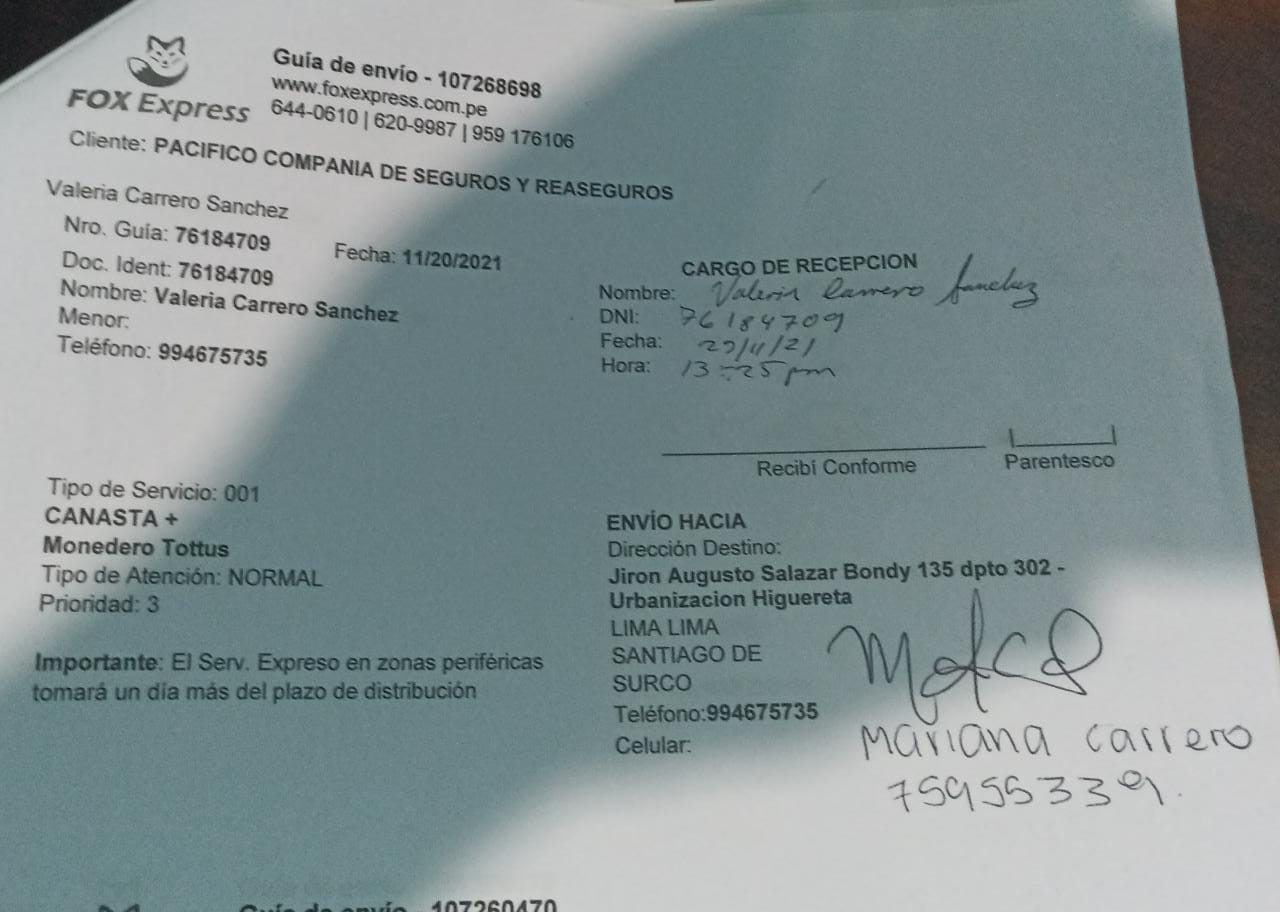 FOX Express
Guía de envío - 107268698
www.foxexpress.com.pe
644-0610 | 620-9987 | 959 176106
Cliente: PACIFICO COMPANIA DE SEGUROS Y REASEGUROS
Valeria Carrero Sanchez
Nro. Guía: 76184709
Fecha: 11/20/2021
Doc. Ident: 76184709
Nombre: Valeria Carrero Sanchez
Menor:
Teléfono: 994675735
CARGO DE RECEPCION
Nombre: Valeria Carrero Sanchez
DNI: 76184709
Fecha: 27/11/21
Hora: 13:25 pm
Recibí Conforme
Parentesco
Tipo de Servicio: 001
CANASTA +
Monedero Tottus
Tipo de Atención: NORMAL
Prioridad: 3
Importante: El Serv. Expreso en zonas periféricas
tomará un día más del plazo de distribución
ENVÍO HACIA
Dirección Destino:
Jiron Augusto Salazar Bondy 135 dpto 302 -
Urbanizacion Higuereta
LIMA LIMA
SANTIAGO DE
SURCO
Teléfono:994675735
Celular:
Mariana Carrero
75955339.
Guía de envío - 107260470